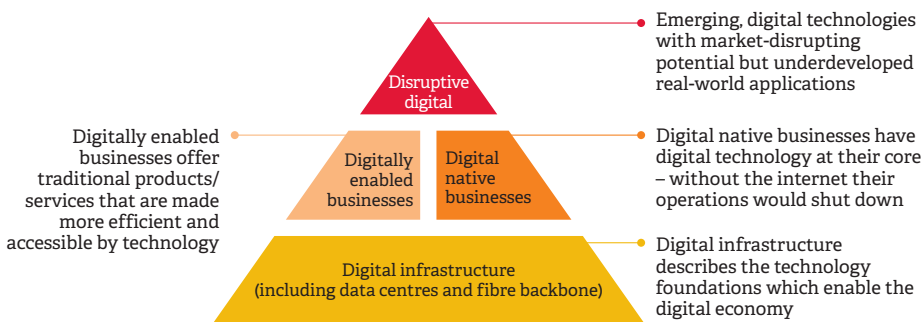 Disruptive
digital
Emerging, digital technologies
with market-disrupting
potential but underdeveloped
real-world applications
Digitally enabled
businesses offer
traditional products/
services that are made
more efficient and
accessible by technology
Digitally
enabled
businesses
Digital
native
businesses
Digital native businesses have
digital technology at their core
– without the internet their
operations would shut down
Digital infrastructure
(including data centres and fibre backbone)
Digital infrastructure
describes the technology
foundations which enable the
digital economy